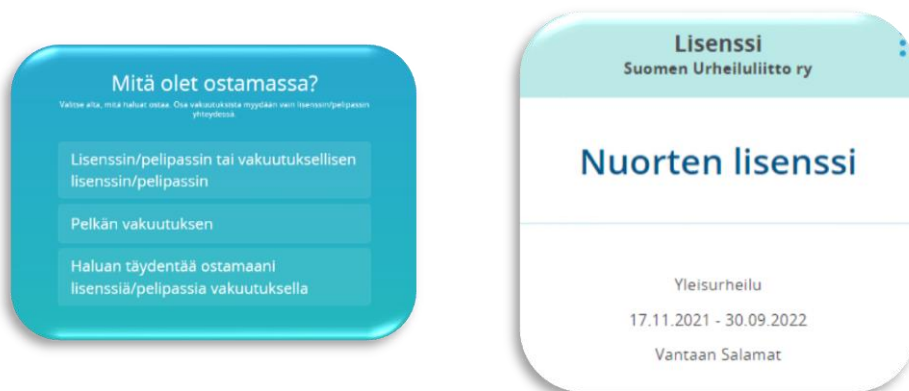 Mitä olet ostamassa?
Valitse alta, mitä haluat ostaa. Osa vakuutuksista myydään vain lisenssin/pelipassin
yhteydessä.
Lisenssin/pelipassin tai vakuutuksellisen
lisenssin/pelipassin
Pelkän vakuutuksen
Haluan täydentää ostamaani
lisenssiä/pelipassia vakuutuksella
Lisenssi
Suomen Urheiluliitto ry
Nuorten lisenssi
Yleisurheilu
17.11.2021 - 30.09.2022
Vantaan Salamat